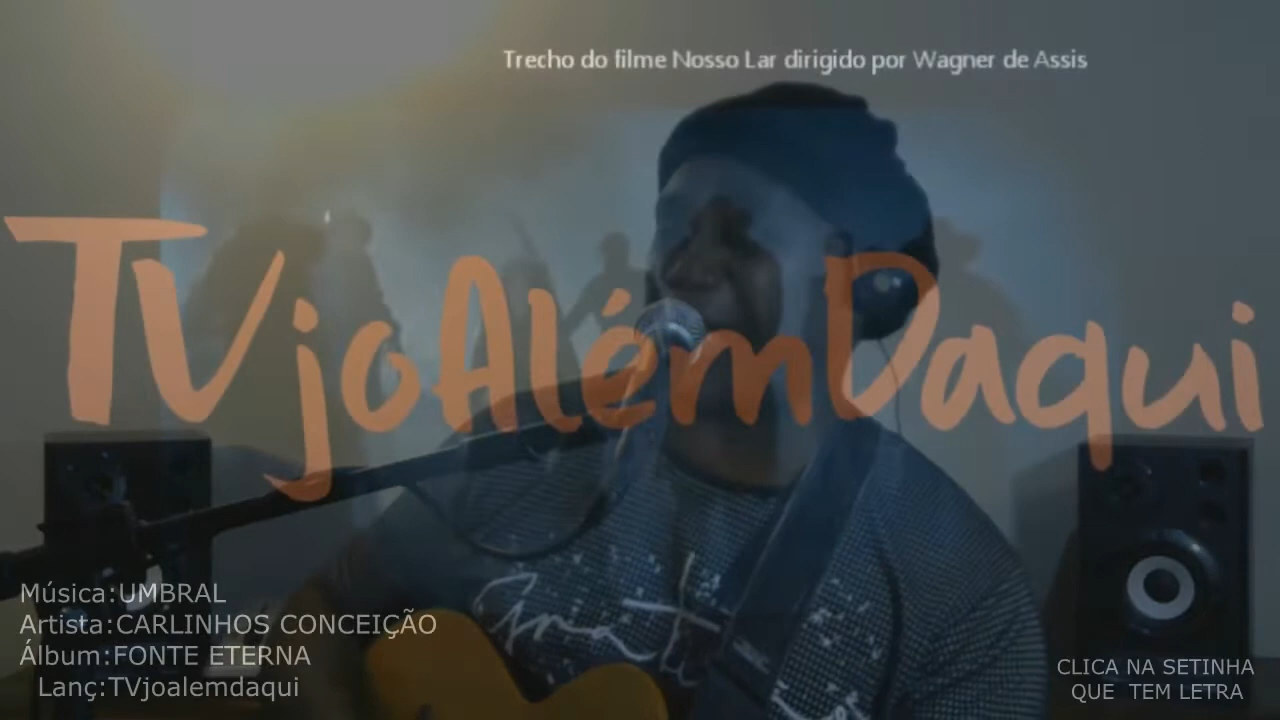 Trecho do filme Nosso Lar dirigido por Wagner de Assis
TVjoAlémDaqui
Música:UMBRAL
Artista:CARLINHOS CONCEIÇÃO
Álbum:FONTE ETERNA
Lanç:TVjoalemdaqui
CLICA NA SETINHA
QUE TEM LETRA